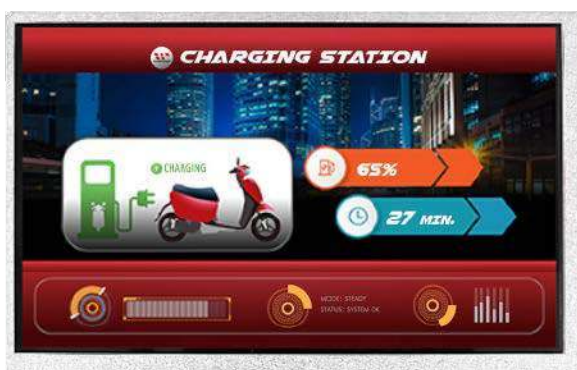 CHARGING STATION
CHARGING
65%
27 MIN.
MODE: STEADY
STATUS: SYSTEM OK